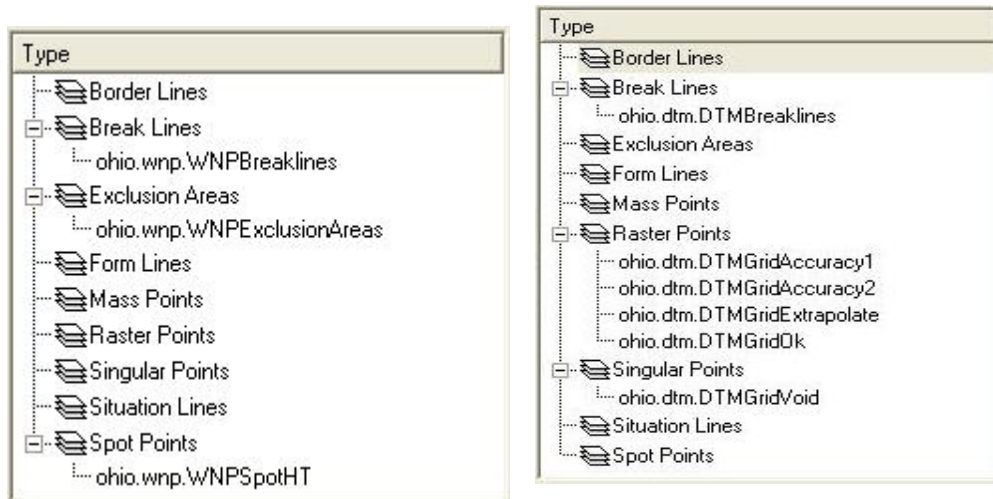 Type
Border Lines
Break Lines
ohio.wnp.WNPBreaklines
Exclusion Areas
ohio.wnp.WNPExclusionAreas
Form Lines
Mass Points
Raster Points
Singular Points
Situation Lines
Spot Points
ohio.wnp.WNPSpotHT
Type
Border Lines
Break Lines
ohio.dtm.DTMBreaklines
Exclusion Areas
Form Lines
Mass Points
Raster Points
ohio.dtm.DTMGridAccuracy1
ohio.dtm.DTMGridAccuracy2
ohio.dtm.DTMGridExtrapolate
ohio.dtm.DTMGridOk
Singular Points
ohio.dtm.DTMGridVoid
Situation Lines
Spot Points